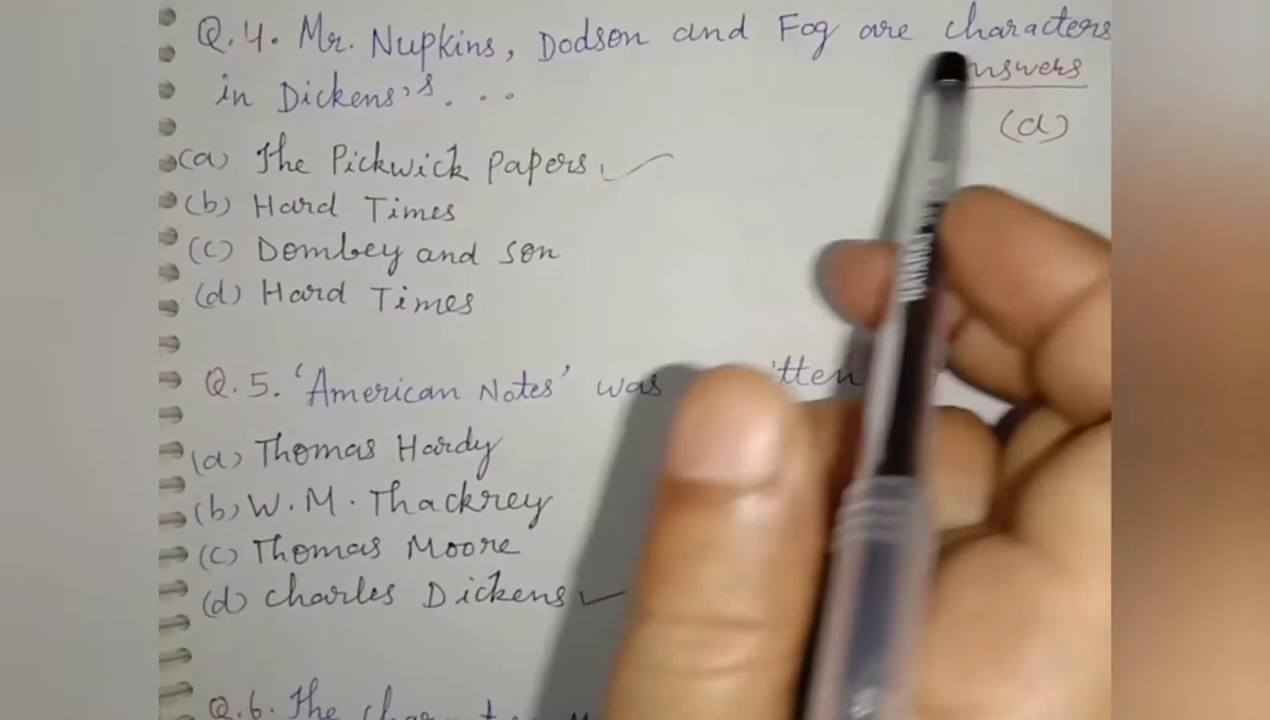 Q.4. Mr. Nupkins, Dodson and Fog are characters
in Dickens's...
Answers
(a)
(a) The Pickwick Papers ✓
(b) Hard Times
(c) Dombey and Son
(d) Hard Times
Q.5. 'American Notes' was
(a) Thomas Hardy
(b) W.M. Thackrey
(c) Thomas Moore
(d) Charles Dickens ✓
Q.6. The